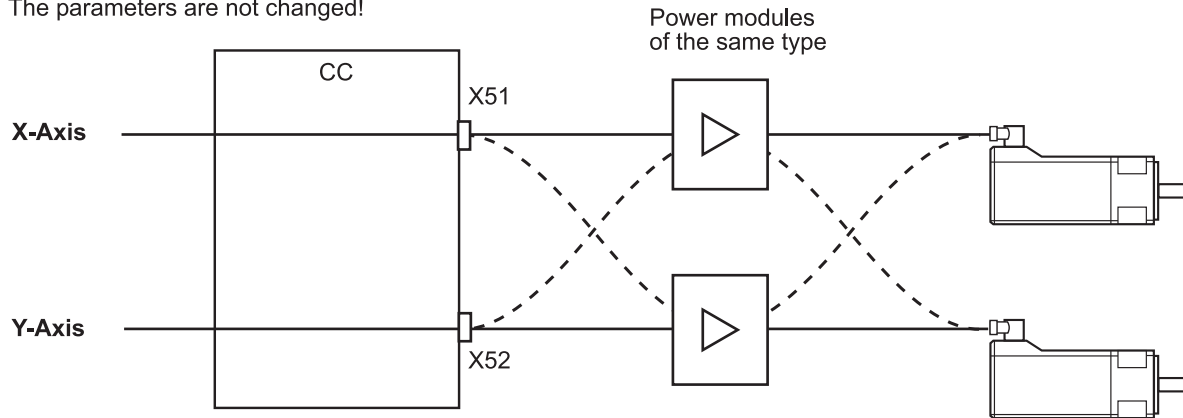 The parameters are not changed!
Power modules
of the same type
CC
X51
X-Axis
Y-Axis
X52